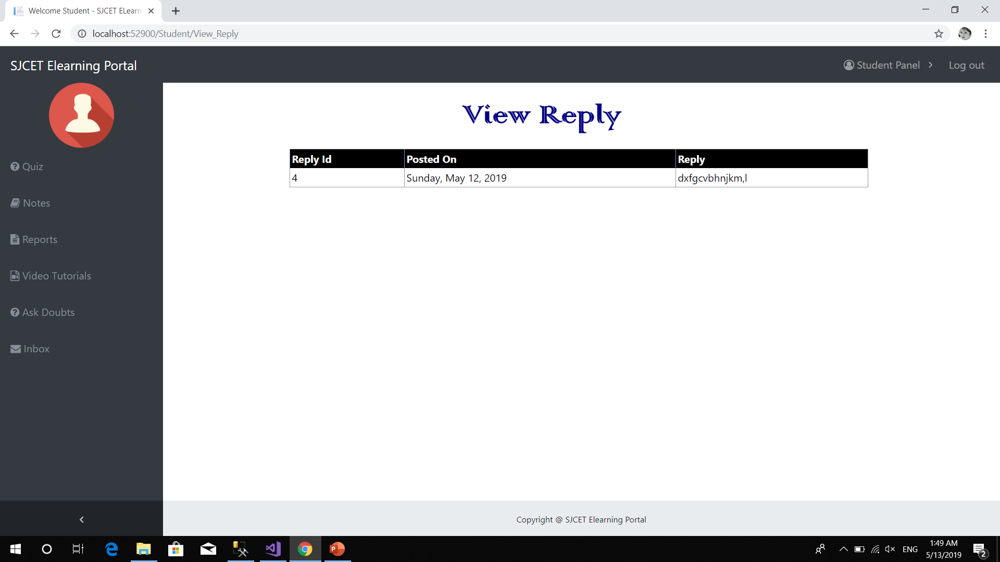 Welcome Student - SJCET ELearn
localhost:52900/Student/View_Reply
SJCET Elearning Portal
Student Panel
Log out
View Reply
Quiz
Notes
Reports
Video Tutorials
Ask Doubts
Inbox
Reply Id Posted On Reply
4 Sunday, May 12, 2019 dxfgcvbhnjkm,l
Copyright @ SJCET Elearning Portal
ENG
1:49 AM
5/13/2019
2